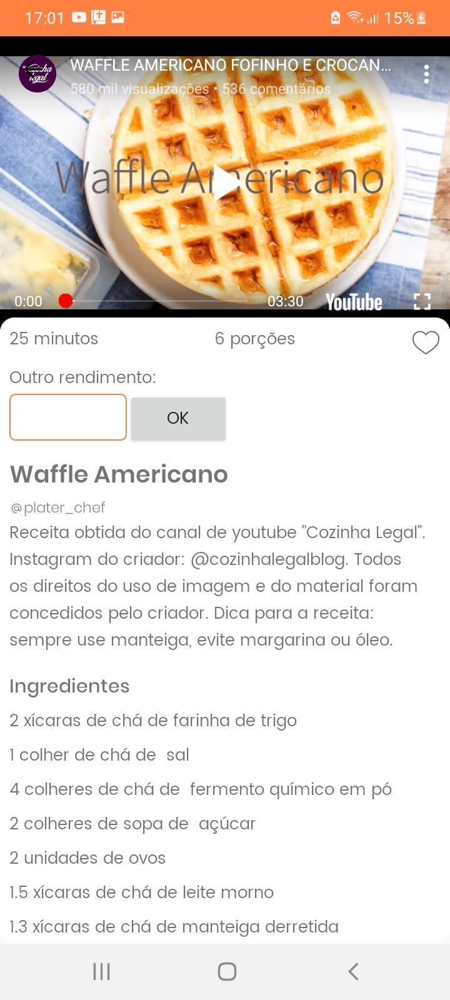 17:01
15%
WAFFLE AMERICANO FOFINHO E CROCAN...
580 mil visualizações • 536 comentários
Cozinha
legal
Waffle Americano
0:00
03:30
YouTube
25 minutos
6 porções
Outro rendimento:
OK
Waffle Americano
@plater_chef
Receita obtida do canal de youtube "Cozinha Legal".
Instagram do criador: @cozinhalegalblog. Todos
os direitos do uso de imagem e do material foram
concedidos pelo criador. Dica para a receita:
sempre use manteiga, evite margarina ou óleo.
Ingredientes
2 xícaras de chá de farinha de trigo
1 colher de chá de  sal
4 colheres de chá de  fermento químico em pó
2 colheres de sopa de  açúcar
2 unidades de ovos
1.5 xícaras de chá de leite morno
1.3 xícaras de chá de manteiga derretida